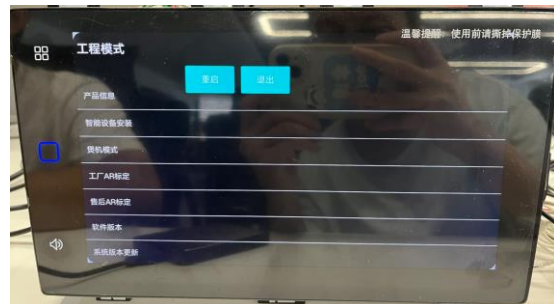 温馨提醒：使用前请撕掉保护膜
工程模式
重启 退出
产品信息
智能设备安装
煲机模式
工厂AR标定
售后AR标定
软件版本
系统版本更新